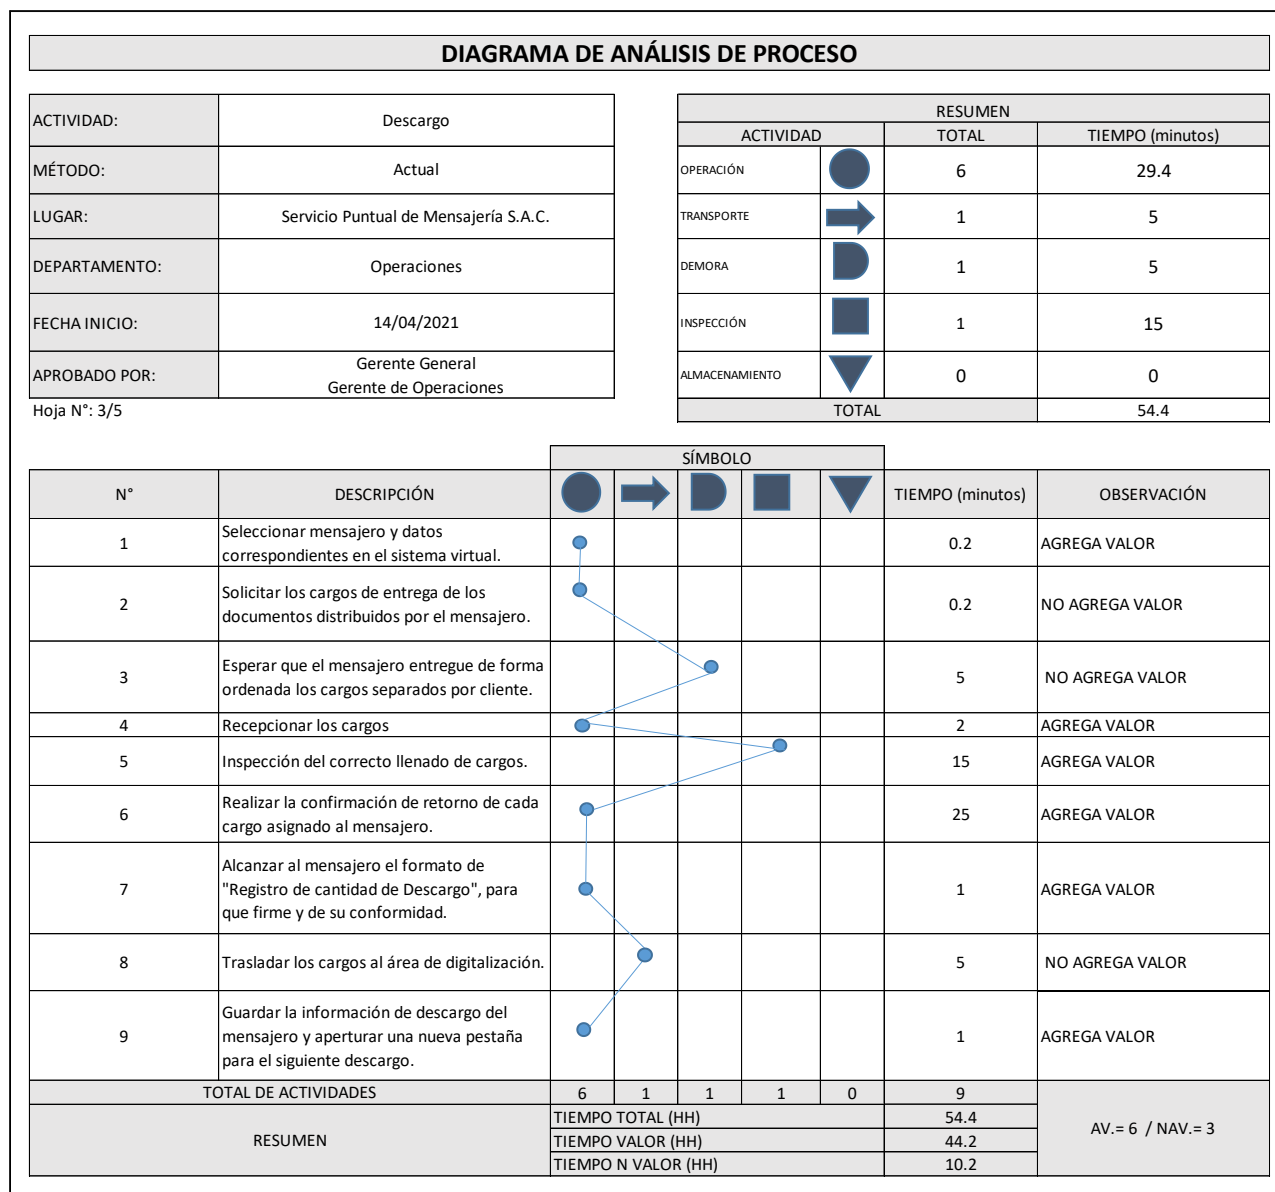 DIAGRAMA DE ANÁLISIS DE PROCESO
ACTIVIDAD: Descargo
MÉTODO: Actual
LUGAR: Servicio Puntual de Mensajería S.A.C.
DEPARTAMENTO: Operaciones
FECHA INICIO: 14/04/2021
APROBADO POR: Gerente General
Gerente de Operaciones
Hoja N°: 3/5
RESUMEN
ACTIVIDAD TOTAL TIEMPO (minutos)
OPERACIÓN 6 29.4
TRANSPORTE 1 5
DEMORA 1 5
INSPECCIÓN 1 15
ALMACENAMIENTO 0 0
TOTAL 54.4
SÍMBOLO
N° DESCRIPCIÓN TIEMPO (minutos) OBSERVACIÓN
1 Seleccionar mensajero y datos
correspondientes en el sistema virtual. 0.2 AGREGA VALOR
2 Solicitar los cargos de entrega de los
documentos distribuidos por el mensajero. 0.2 NO AGREGA VALOR
3 Esperar que el mensajero entregue de forma
ordenada los cargos separados por cliente. 5 NO AGREGA VALOR
4 Recepcionar los cargos 2 AGREGA VALOR
5 Inspección del correcto llenado de cargos. 15 AGREGA VALOR
6 Realizar la confirmación de retorno de cada
cargo asignado al mensajero. 25 AGREGA VALOR
7 Alcanzar al mensajero el formato de
"Registro de cantidad de Descargo", para
que firme y de su conformidad. 1 AGREGA VALOR
8 Trasladar los cargos al área de digitalización. 5 NO AGREGA VALOR
9 Guardar la información de descargo del
mensajero y aperturar una nueva pestaña
para el siguiente descargo. 1 AGREGA VALOR
TOTAL DE ACTIVIDADES 6 1 1 1 0 9
RESUMEN
TIEMPO TOTAL (HH) 54.4
TIEMPO VALOR (HH) 44.2
TIEMPO N VALOR (HH) 10.2
AV.= 6 / NAV.= 3